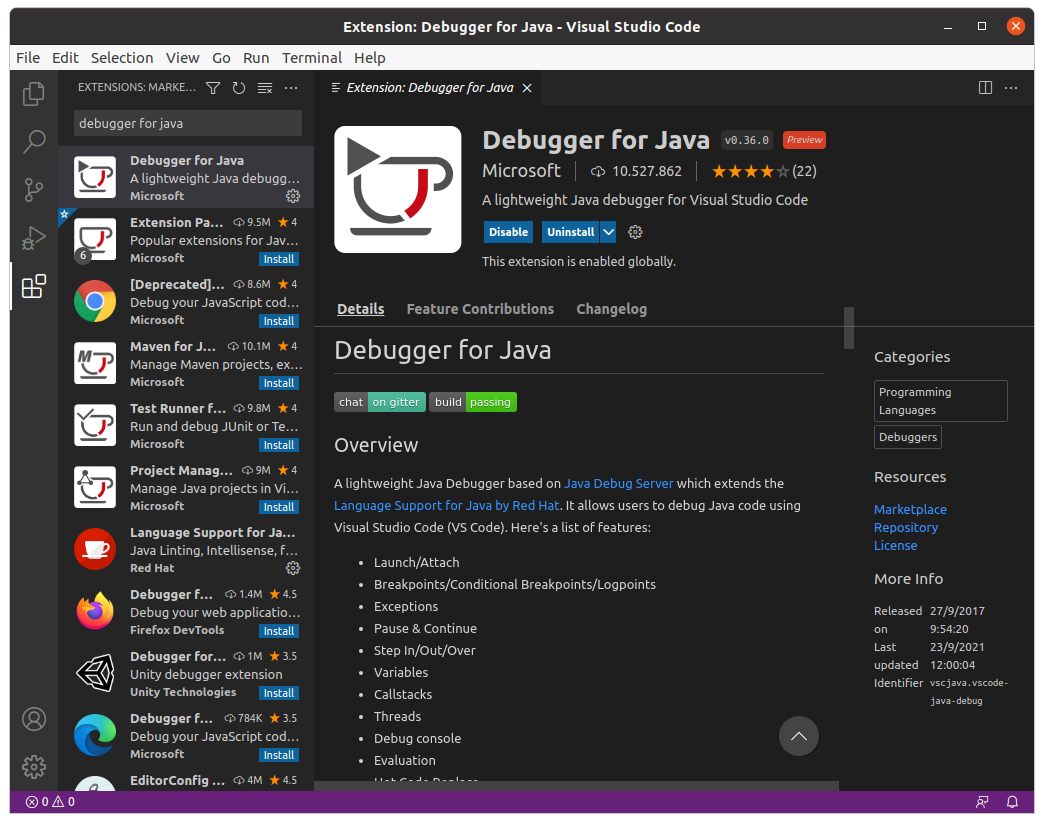 Extension: Debugger for Java - Visual Studio Code
File Edit Selection View Go Run Terminal Help
EXTENSIONS: MARKE...
debugger for java
Debugger for Java
A lightweight Java debugg...
Microsoft
Extension Pa... 9.5M ★ 4
Popular extensions for Jav...
6
Microsoft Install
[Deprecated]... 8.6M ★ 4
Debug your JavaScript cod...
Microsoft Install
Maven for J... 10.1M ★ 4
Manage Maven projects, ex...
Microsoft Install
Test Runner f... 9.8M ★ 4
Run and debug JUnit or Te...
Microsoft Install
Project Manag... 9M ★ 4
Manage Java projects in Vi...
Microsoft Install
Language Support for Ja...
Java Linting, Intellisense, f...
Red Hat
Debugger f... 1.4M ★ 4.5
Debug your web applicatio...
Firefox DevTools Install
Debugger for... 1M ★ 3.5
Unity debugger extension
Unity Technologies Install
Debugger f... 784K ★ 3.5
Debug your JavaScript cod...
Microsoft Install
EditorConfig ... 4M ★ 4.5
Extension: Debugger for Java
Debugger for Java v0.36.0 Preview
Microsoft 10.527.862 ★★★★☆(22)
A lightweight Java debugger for Visual Studio Code
Disable Uninstall
This extension is enabled globally.
Details Feature Contributions Changelog
Debugger for Java
chat on gitter build passing
Overview
A lightweight Java Debugger based on Java Debug Server which extends the
Language Support for Java by Red Hat. It allows users to debug Java code using
Visual Studio Code (VS Code). Here's a list of features:
• Launch/Attach
• Breakpoints/Conditional Breakpoints/Logpoints
• Exceptions
• Pause & Continue
• Step In/Out/Over
• Variables
• Callstacks
• Threads
• Debug console
• Evaluation
• Hot Code Replace
Categories
Programming
Languages
Debuggers
Resources
Marketplace
Repository
License
More Info
Released 27/9/2017
on 9:54:20
Last 23/9/2021
updated 12:00:04
Identifier vscjava.vscode-
java-debug
0 0